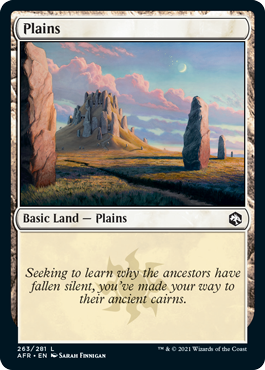 Plains
Basic Land — Plains
Seeking to learn why the ancestors have
fallen silent, you've made your way to
their ancient cairns.
263/281 L
AFR • EN Sarah Finnigan
™ & © 2021 Wizards of the Coast